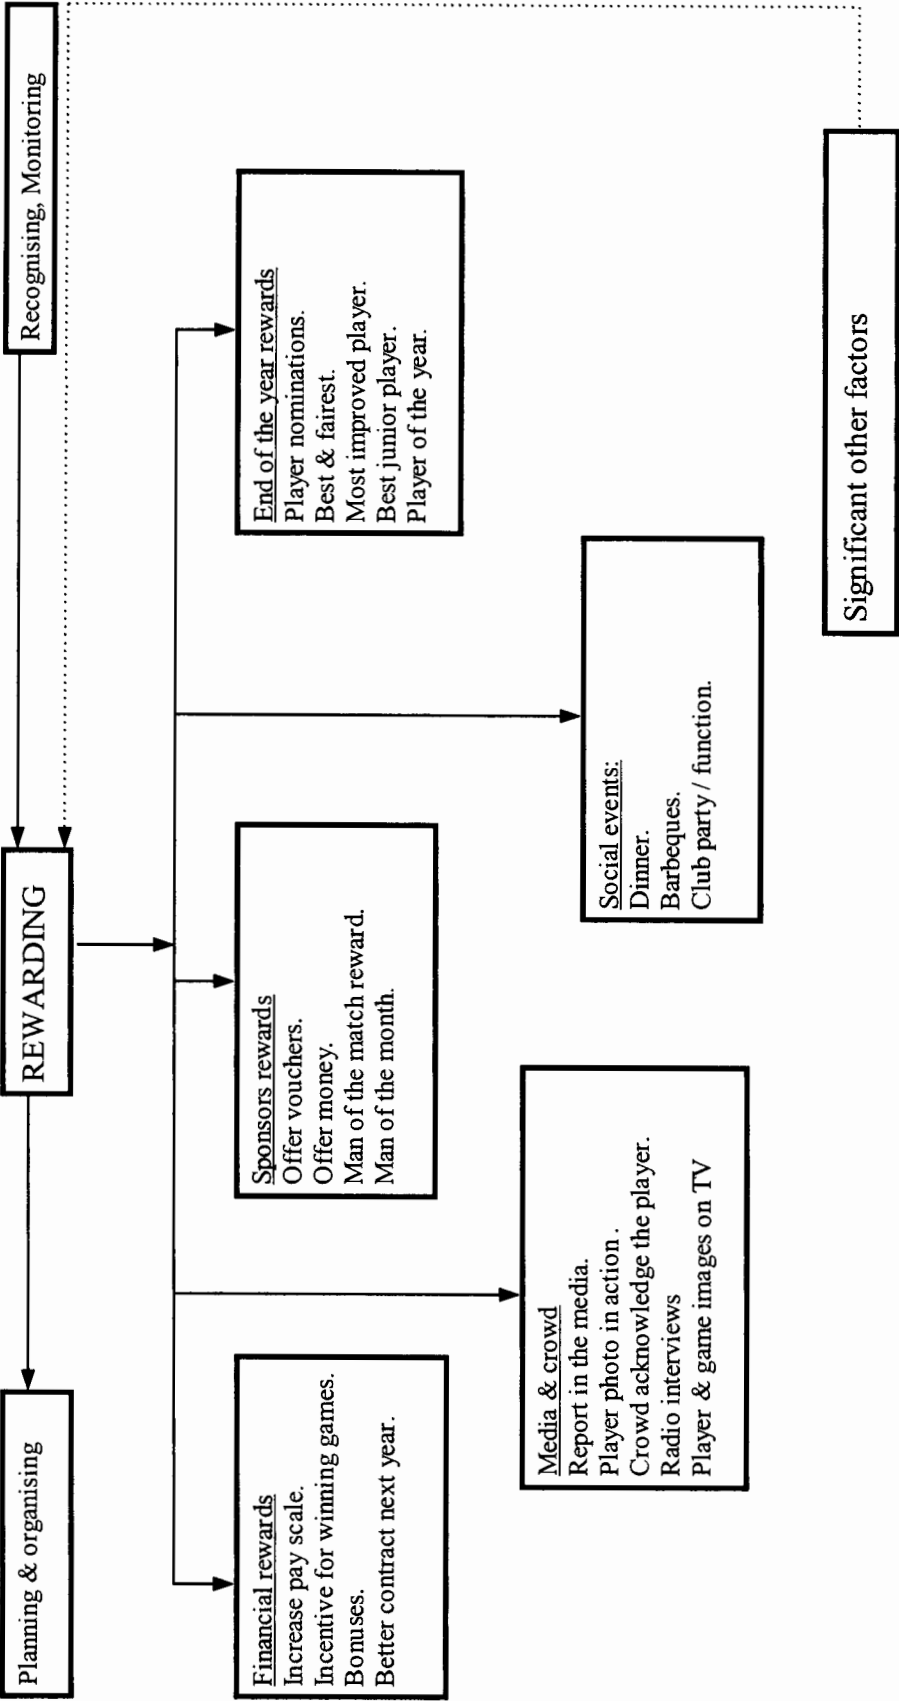 Planning & organising
REWARDING
Recognising, Monitoring
Financial rewards
Increase pay scale.
Incentive for winning games.
Bonuses.
Better contract next year.
Sponsors rewards
Offer vouchers.
Offer money.
Man of the match reward.
Man of the month.
End of the year rewards
Player nominations.
Best & fairest.
Most improved player.
Best junior player.
Player of the year.
Media & crowd
Report in the media.
Player photo in action .
Crowd acknowledge the player.
Radio interviews
Player & game images on TV
Social events:
Dinner.
Barbeques.
Club party / function.
Significant other factors